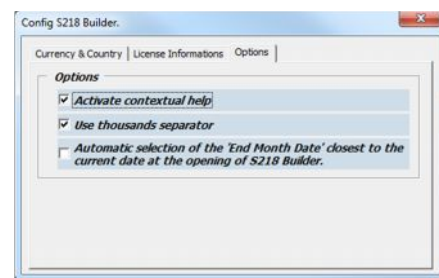 Config S218 Builder.
Currency & Country License Informations Options
Options
Activate contextual help
Use thousands separator
Automatic selection of the 'End Month Date' closest to the
current date at the opening of S218 Builder.